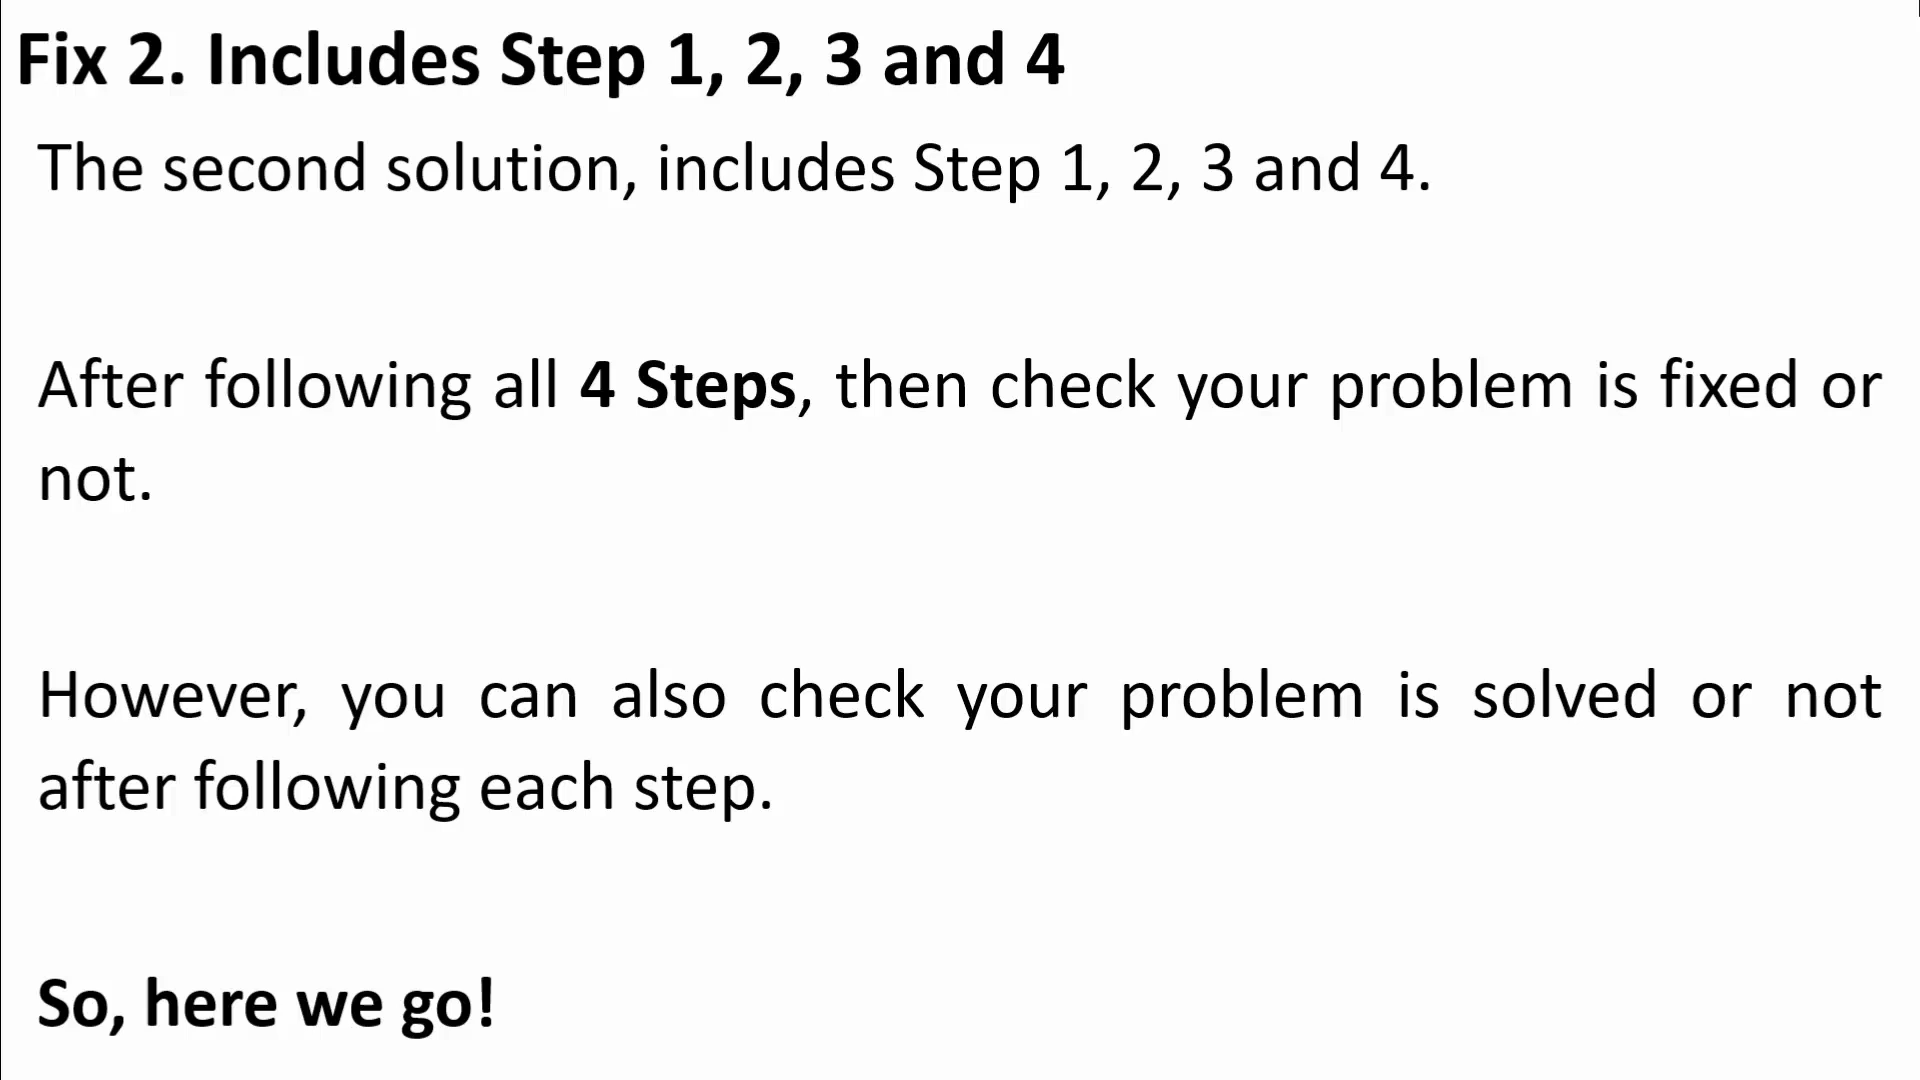 Fix 2. Includes Step 1, 2, 3 and 4
The second solution, includes Step 1, 2, 3 and 4.
After following all 4 Steps, then check your problem is fixed or
not.
However, you can also check your problem is solved or not
after following each step.
So, here we go!